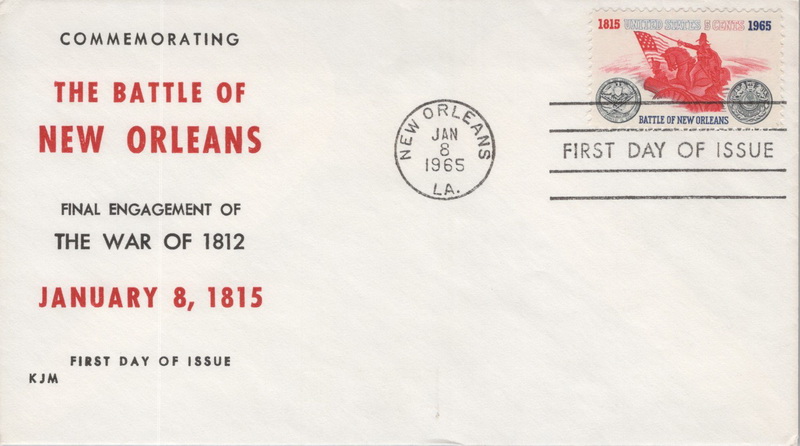 COMMEMORATING
THE BATTLE OF
NEW ORLEANS
FINAL ENGAGEMENT OF
THE WAR OF 1812
JANUARY 8, 1815
FIRST DAY OF ISSUE
KJM
NEW ORLEANS
JAN
8
1965
LA.
1815 UNITED STATES 5 CENTS 1965
BATTLE OF NEW ORLEANS
FIRST DAY OF ISSUE